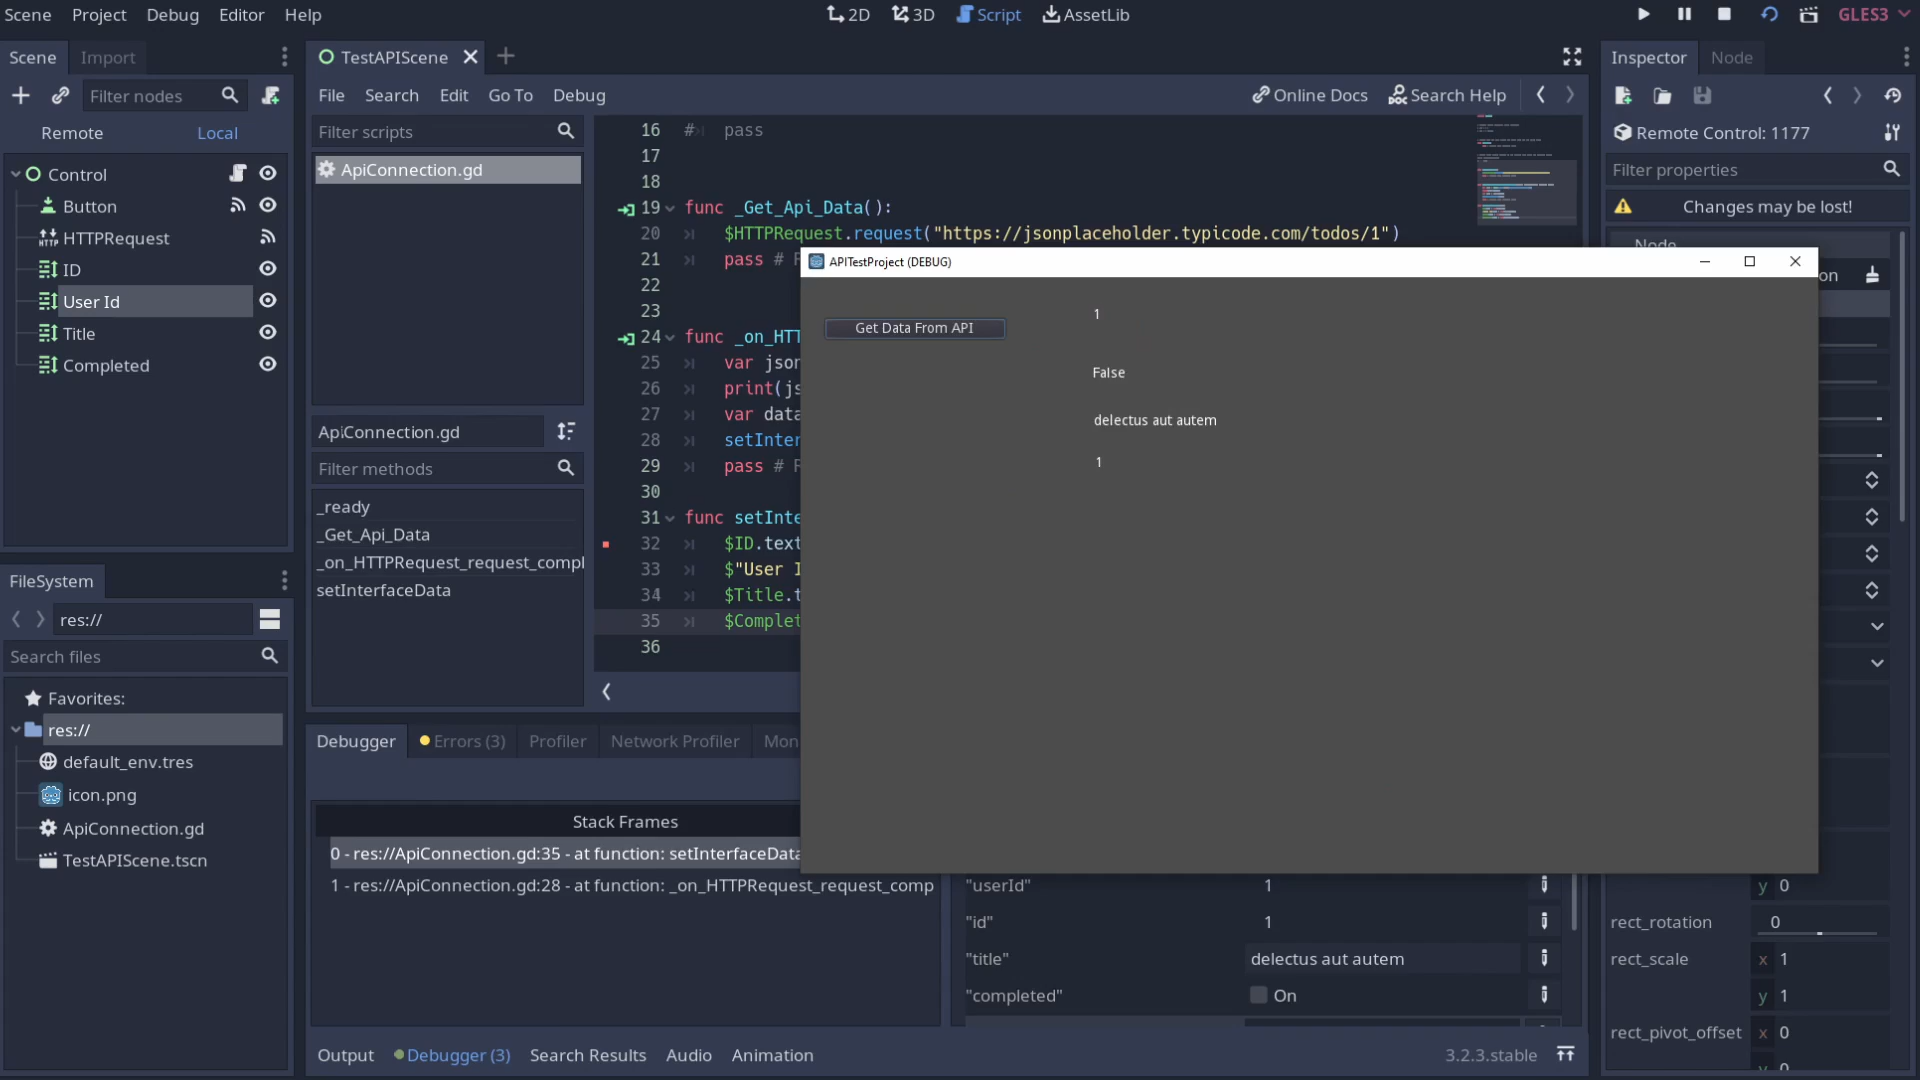 Scene Project Debug Editor Help
2D 3D Script AssetLib
GLES3
Scene Import
Filter nodes
Remote Local
Control
Button
HTTPRequest
ID
User Id
Title
Completed
FileSystem
res://
Search files
Favorites:
res://
default_env.tres
icon.png
ApiConnection.gd
TestAPIScene.tscn
TestAPIScene
File Search Edit Go To Debug
Online Docs Search Help
Filter scripts
ApiConnection.gd
ApiConnection.gd
Filter methods
_ready
_Get_Api_Data
_on_HTTPRequest_request_compl
setInterfaceData
16 # pass
17
18
19 func _Get_Api_Data():
20 $HTTPRequest.request("https://jsonplaceholder.typicode.com/todos/1")
21 pass #
22
23
24 func _on_HTT
25 var json
26 print(js
27 var data
28 setInter
29 pass #
30
31 func setInte
32 $ID.text
33 $"User I
34 $Title.t
35 $Complet
36
APITestProject (DEBUG)
Get Data From API
1
False
delectus aut autem
1
Debugger Errors (3) Profiler Network Profiler Mon
Stack Frames
0 - res://ApiConnection.gd:35 - at function: setInterfaceData
1 - res://ApiConnection.gd:28 - at function: _on_HTTPRequest_request_comp
"userId" 1
"id" 1
"title" delectus aut autem
"completed" On
Output Debugger (3) Search Results Audio Animation
3.2.3.stable
Inspector Node
Remote Control: 1177
Filter properties
Changes may be lost!
Node
on
y 0
rect_rotation 0
rect_scale x 1
y 1
rect_pivot_offset x 0
y 0